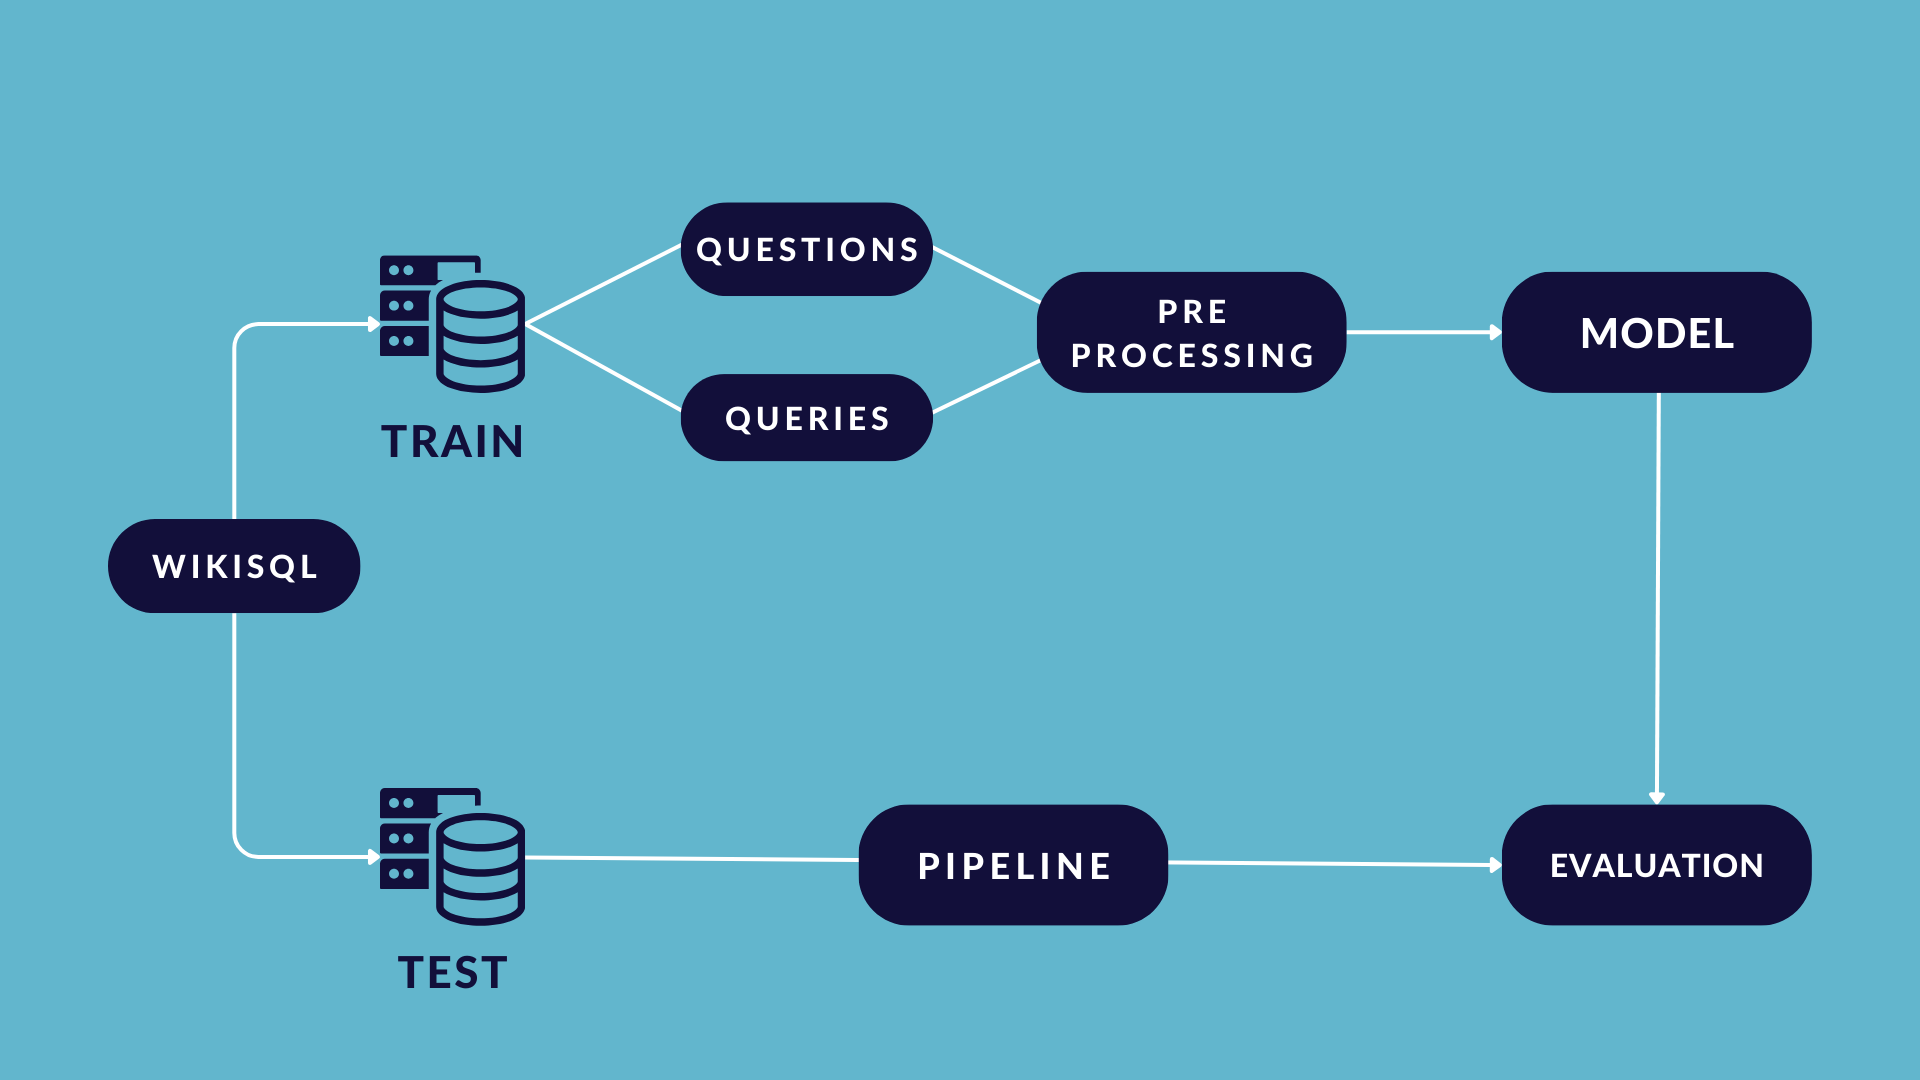 QUESTIONS
PRE
PROCESSING
MODEL
QUERIES
TRAIN
WIKISQL
PIPELINE
EVALUATION
TEST